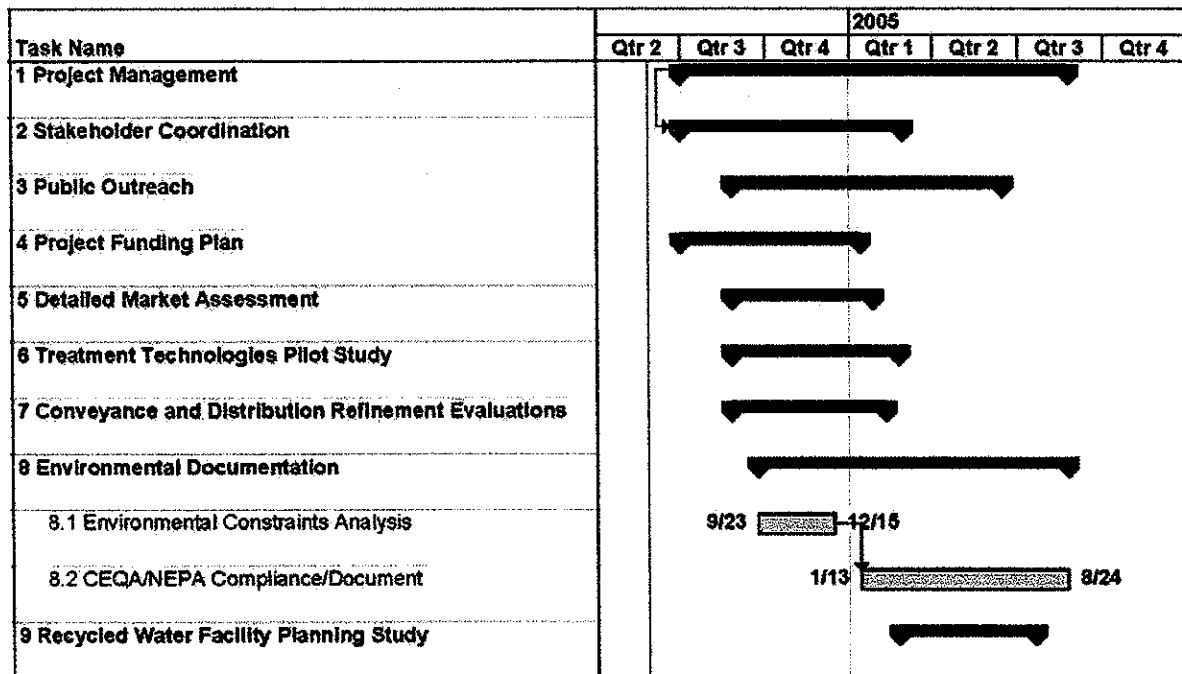 2005
Task Name Qtr 2 Qtr 3 Qtr 4 Qtr 1 Qtr 2 Qtr 3 Qtr 4
1 Project Management
2 Stakeholder Coordination
3 Public Outreach
4 Project Funding Plan
5 Detailed Market Assessment
6 Treatment Technologies Pilot Study
7 Conveyance and Distribution Refinement Evaluations
8 Environmental Documentation
8.1 Environmental Constraints Analysis 9/23 12/15
8.2 CEQA/NEPA Compliance/Document 1/13 8/24
9 Recycled Water Facility Planning Study